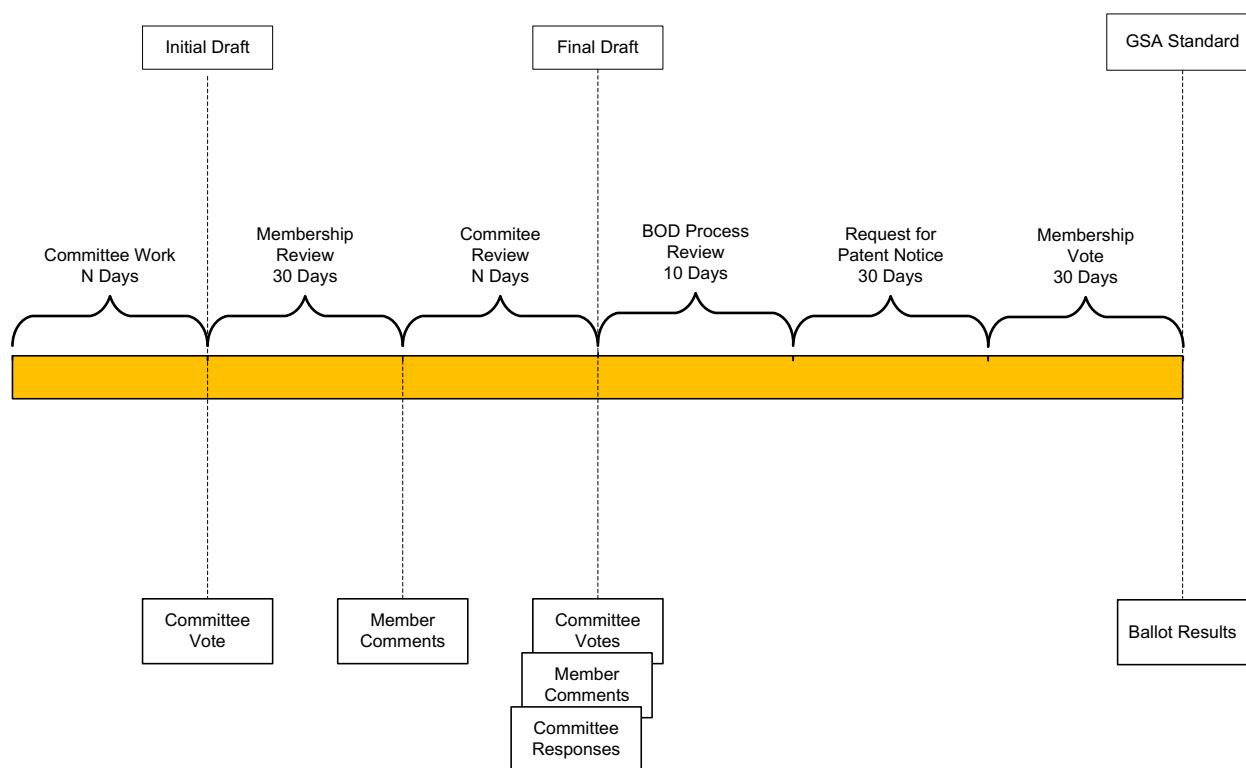 Initial Draft
Final Draft
GSA Standard
Committee Work
N Days
Membership
Review
30 Days
Commitee
Review
N Days
BOD Process
Review
10 Days
Request for
Patent Notice
30 Days
Membership
Vote
30 Days
Committee
Vote
Member
Comments
Committee
Votes
Member
Comments
Committee
Responses
Ballot Results